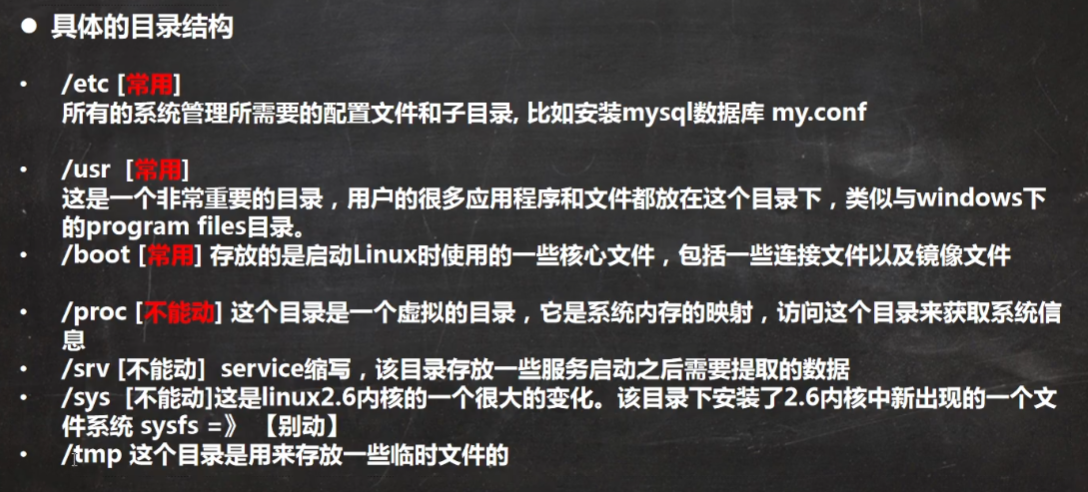 ● 具体的目录结构
• /etc [常用]
所有的系统管理所需要的配置文件和子目录, 比如安装mysql数据库 my.conf
• /usr [常用]
这是一个非常重要的目录，用户的很多应用程序和文件都放在这个目录下，类似与windows下
的program files目录。
• /boot [常用] 存放的是启动Linux时使用的一些核心文件，包括一些连接文件以及镜像文件
• /proc [不能动] 这个目录是一个虚拟的目录，它是系统内存的映射，访问这个目录来获取系统信
息
• /srv [不能动] service缩写，该目录存放一些服务启动之后需要提取的数据
• /sys [不能动]这是linux2.6内核的一个很大的变化。该目录下安装了2.6内核中新出现的一个文
件系统 sysfs =》 【别动】
• /tmp 这个目录是用来存放一些临时文件的